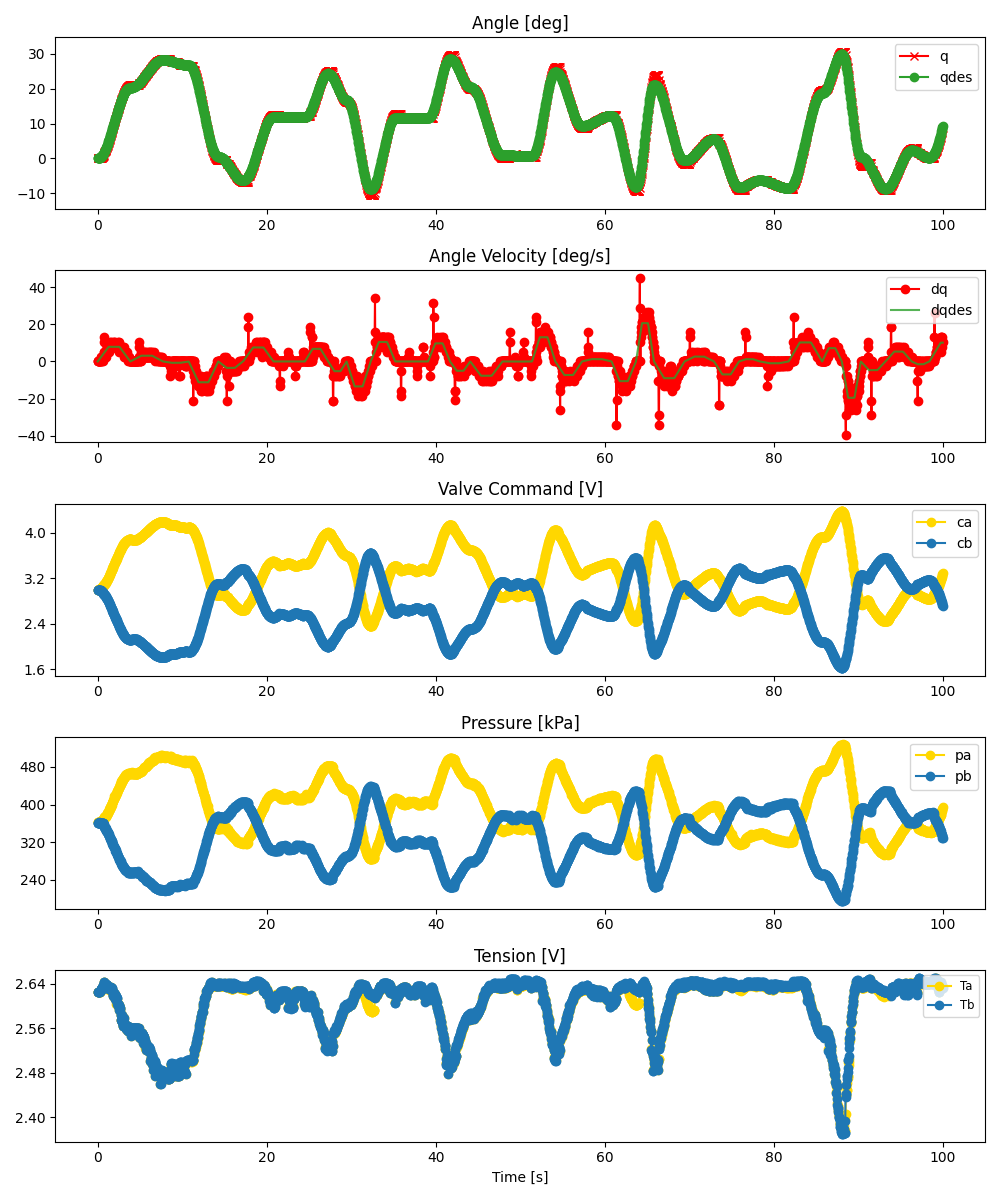 Angle [deg]
30
20
10
0
−10
q
qdes
0 20 40 60 80 100
Angle Velocity [deg/s]
40
20
0
−20
−40
dq
dqdes
0 20 40 60 80 100
Valve Command [V]
4.0
3.2
2.4
1.6
ca
cb
0 20 40 60 80 100
Pressure [kPa]
480
400
320
240
pa
pb
0 20 40 60 80 100
Tension [V]
2.64
2.56
2.48
2.40
Ta
Tb
0 20 40 60 80 100
Time [s]